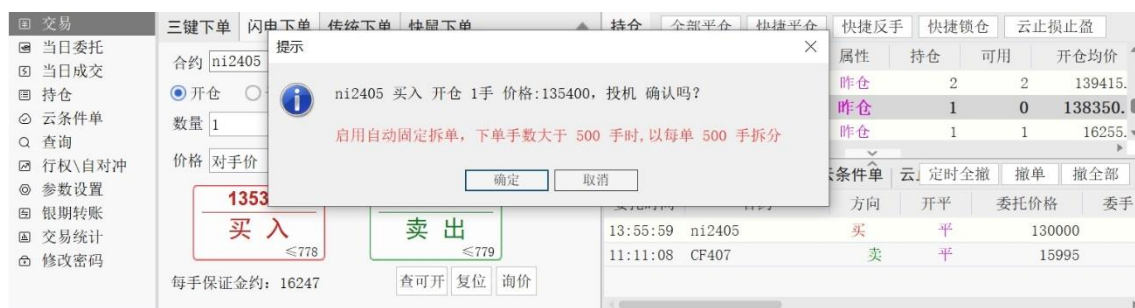 交易
当日委托
当日成交
持仓
云条件单
查询
行权\自对冲
参数设置
银期转账
交易统计
修改密码
三键下单 闪电下单 传统下单 快鼠下单
合约 ni2405
开仓
数量 1
价格 对手价
1353
买 入
≤778
卖 出
≤779
每手保证金约: 16247 查可开 复位 询价
提示
ni2405 买入 开仓 1手 价格:135400, 投机 确认吗?
启用自动固定拆单, 下单手数大于 500 手时, 以每单 500 手拆分
确定 取消
持仓 全部平仓 快捷平仓 快捷反手 快捷锁仓 云止损止盈
属性 持仓 可用 开仓均价
昨仓 2 2 139415.
昨仓 1 0 138350.
昨仓 1 1 16255.
条件单 云 定时全撤 撤单 撤全部
方向 开平 委托价格 委手
13:55:59 ni2405 买 平 130000
11:11:08 CF407 卖 平 15995